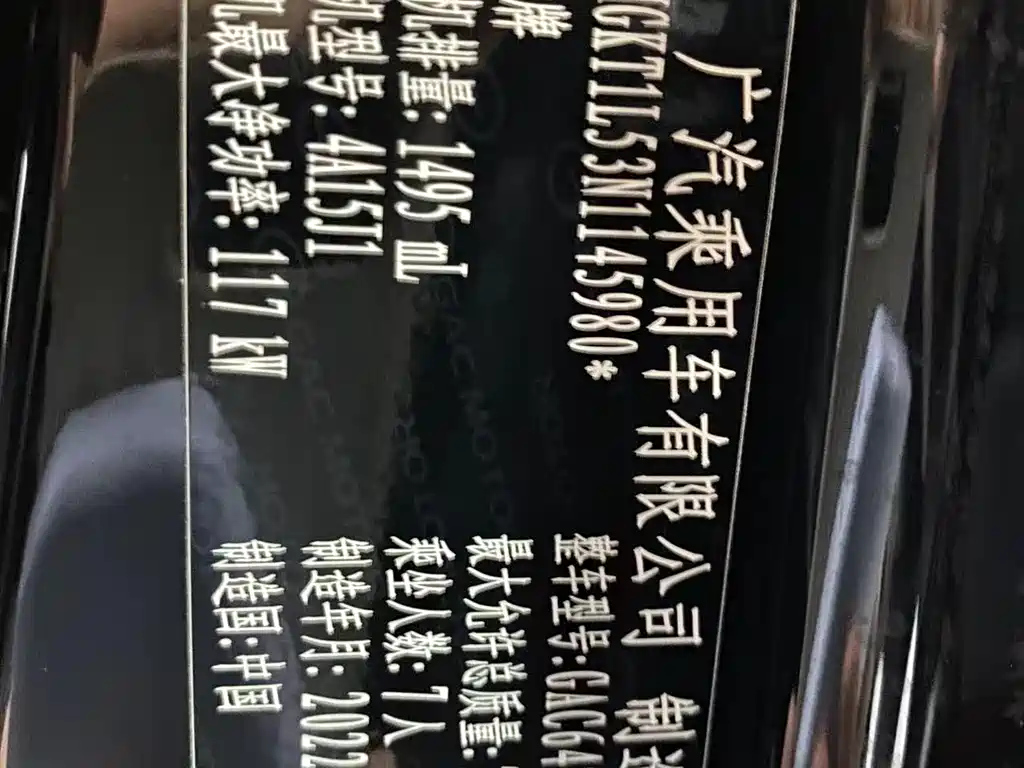 广汽乘用车有限公司 制造
GKT1L53N1145980* 整车型号:GAC64
牌 最大允许总质量:
机排量: 1495 mL 乘坐人数: 7人
机型号: 4A15J1 制造年月: 2022
机最大净功率: 117 kW 制造国:中国